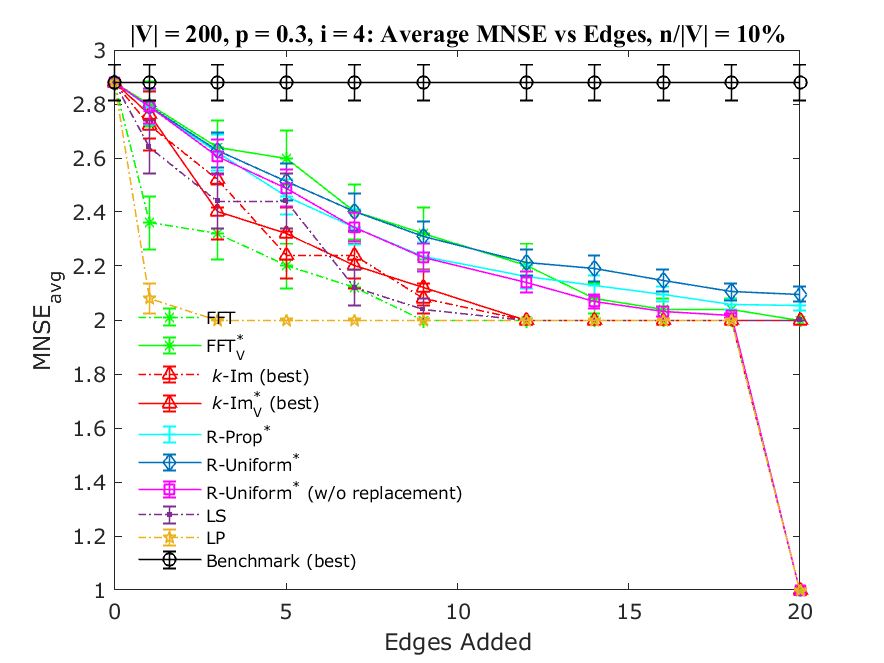 |V| = 200, p = 0.3, i = 4: Average MNSE vs Edges, n/|V| = 10%
3
2.8
2.6
2.4
2.2
2
1.8
1.6
1.4
1.2
1
MNSE_avg
FFT
FFT*_V
k-Im (best)
k-Im*_V (best)
R-Prop*
R-Uniform*
R-Uniform* (w/o replacement)
LS
LP
Benchmark (best)
0 5 10 15 20
Edges Added